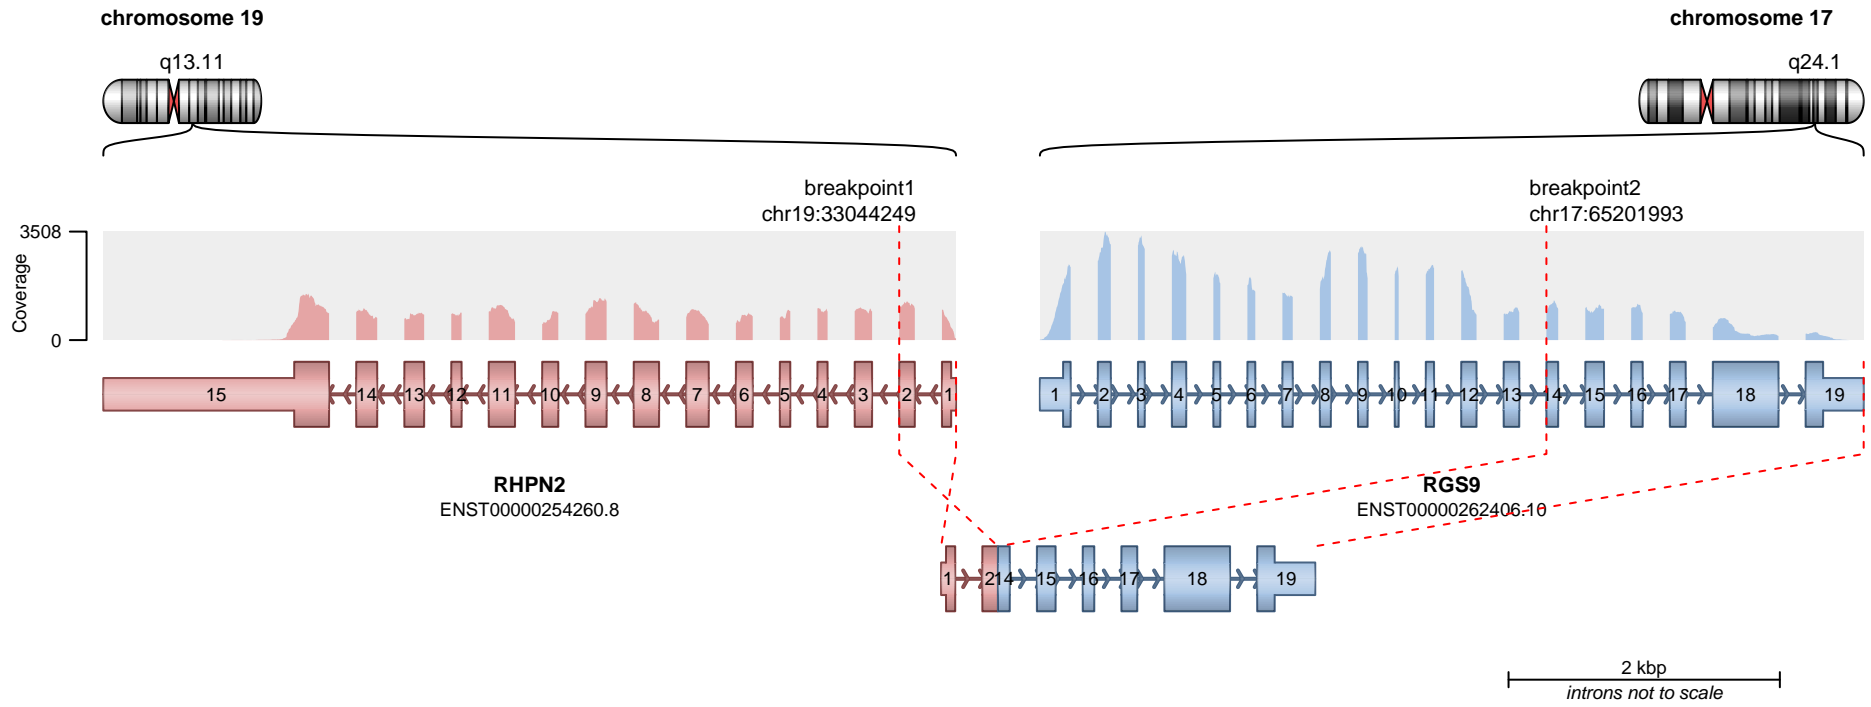 chromosome 19
chromosome 17
q13.11
q24.1
breakpoint1
chr19:33044249
breakpoint2
chr17:65201993
3508
Coverage
0
15 14 13 12 11 10 9 8 7 6 5 4 3 2 1
1 2 3 4 5 6 7 8 9 10 11 12 13 14 15 16 17 18 19
RHPN2
ENST00000254260.8
RGS9
ENST00000262406.10
1 2 14 15 16 17 18 19
2 kbp
introns not to scale